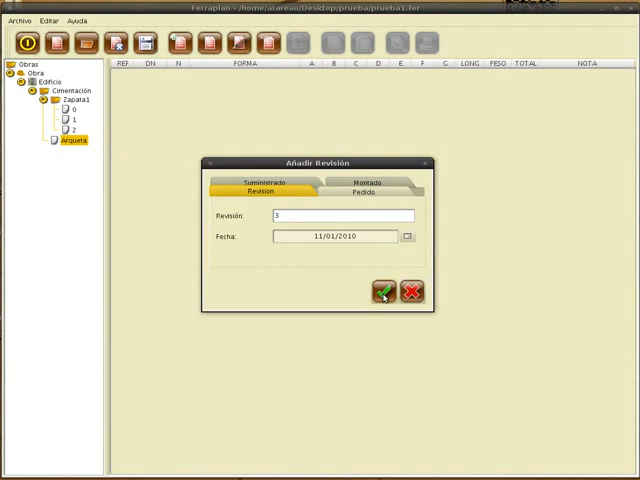 Ferraplan - /home/atareao/Desktop/prueba/prueba1.fer
Archivo Editar Ayuda
Obras
Obra
Edificio
Cimentación
Zapata1
0
1
2
Arqueta
REF DN N FORMA A B C D E F G LONG PESO TOTAL NOTA
Añadir Revisión
Suministrado Montado
Revision Pedido
Revisión: 3
Fecha: 11/01/2010